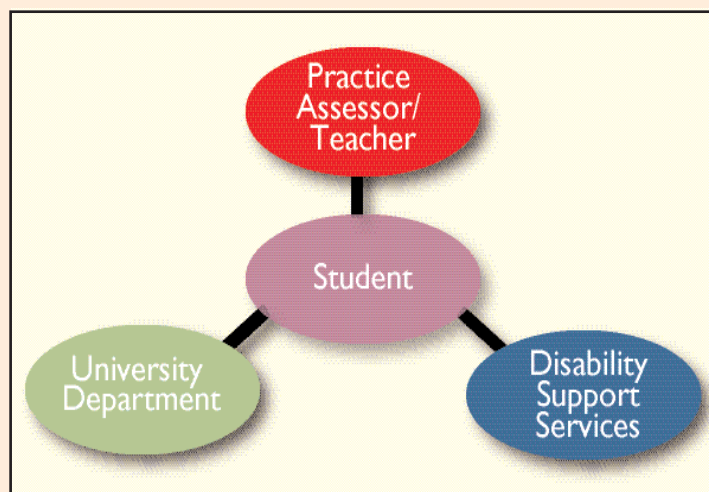 Practice
Assessor/
Teacher
Student
University
Department
Disability
Support
Services